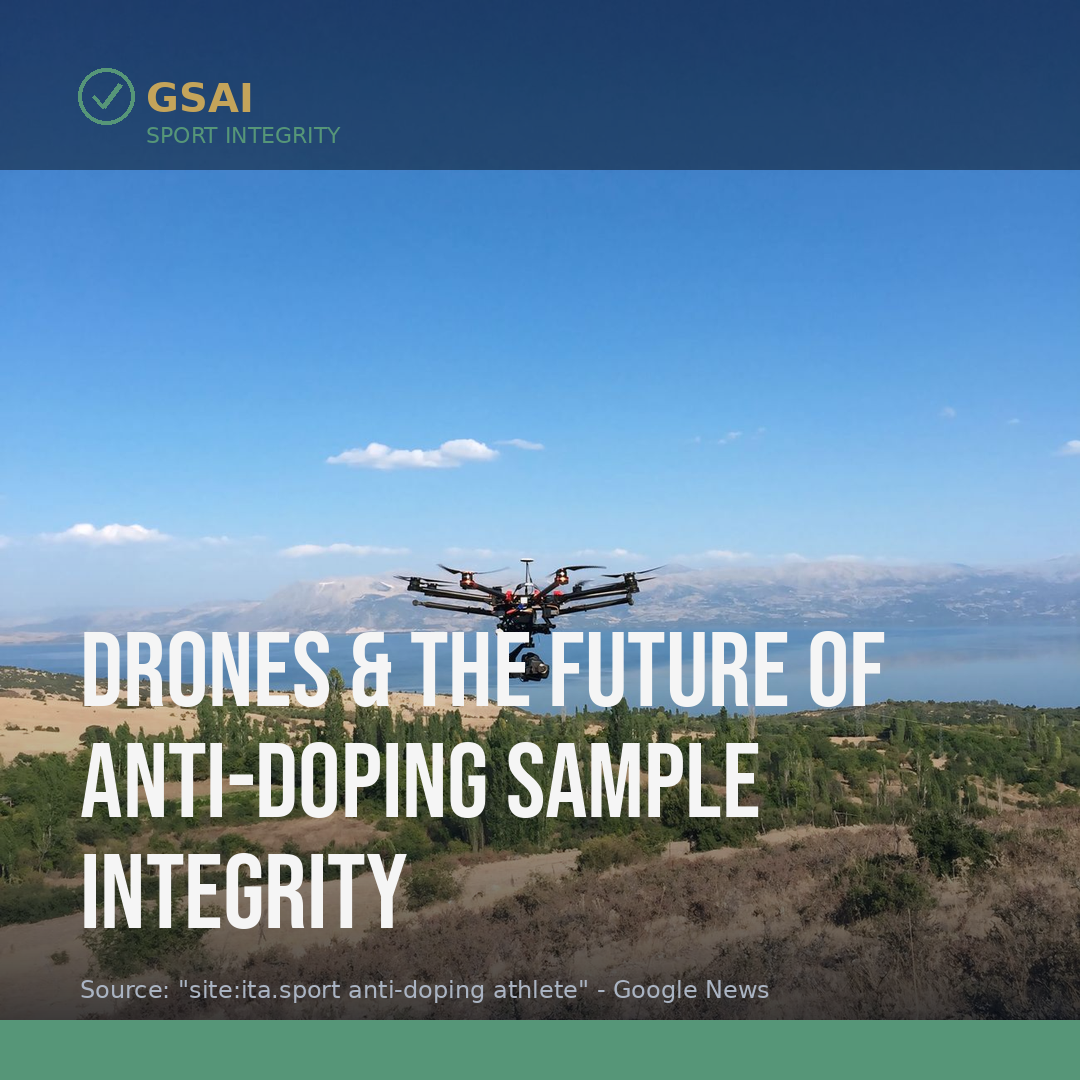 GSAI
SPORT INTEGRITY
DRONES & THE FUTURE OF
ANTI-DOPING SAMPLE
INTEGRITY
Source: "site:ita.sport anti-doping athlete" - Google News